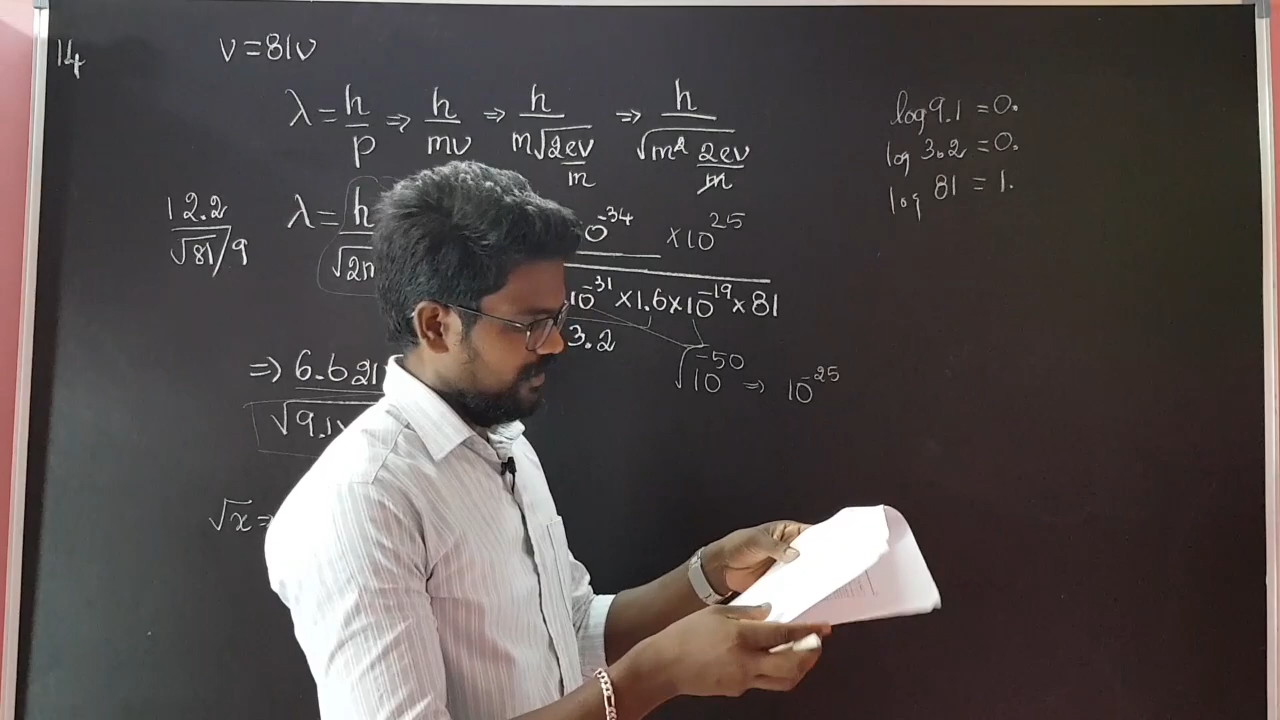 14
V = 81V
λ = h/p ⇒ h/mv ⇒ h/m√(2ev/m) ⇒ h/√(m² 2ev/m)
12.2/√81/9
λ = h/√2m
0⁻³⁴ × 10²⁵
10⁻³¹ × 1.6 × 10⁻¹⁹ × 81
3.2
√10⁻⁵⁰ ⇒ 10⁻²⁵
⇒ 6.621
√9.1×
√x =
log 9.1 = 0.
log 3.2 = 0.
log 81 = 1.